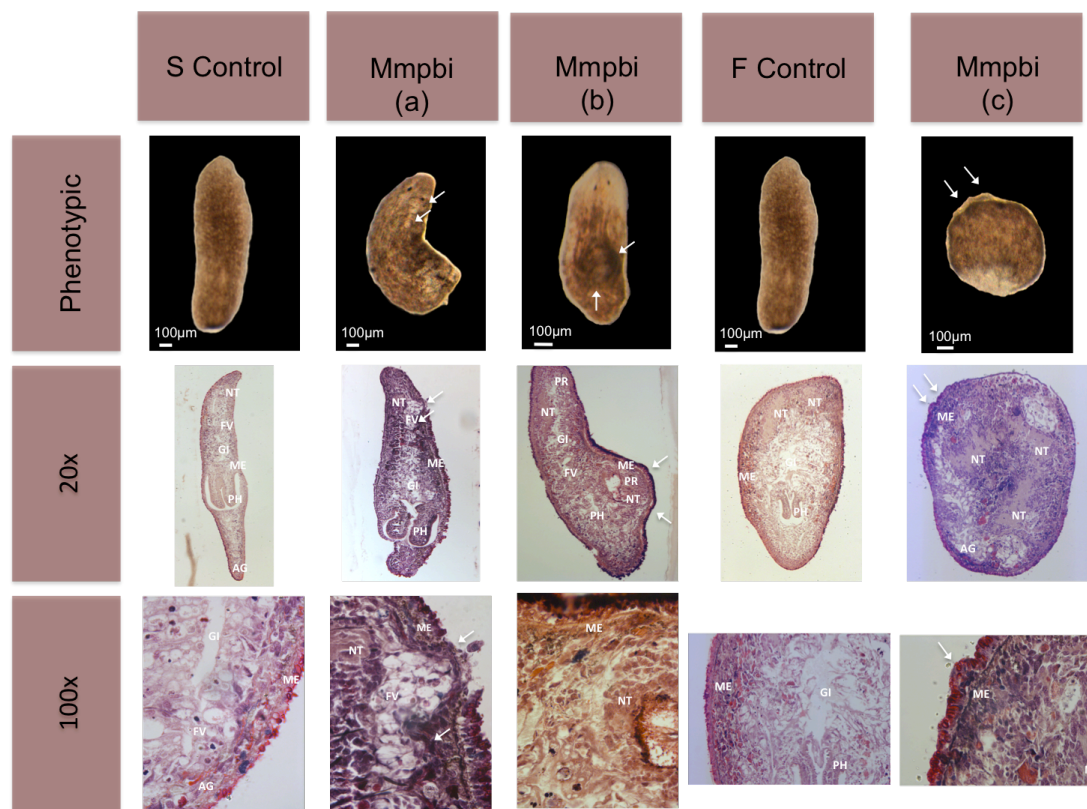 S Control
Mmpbi
(a)
Mmpbi
(b)
F Control
Mmpbi
(c)
Phenotypic
100µm
100µm
100µm
100µm
100µm
20x
NT
FV
GI
ME
PH
AG
NT
FV
ME
GI
PH
PR
NT
GI
FV
ME
PR
NT
PH
NT
NT
ME
PH
ME
NT
NT
AG
100x
GI
ME
FV
AG
ME
NT
FV
ME
NT
ME
GI
PH
ME